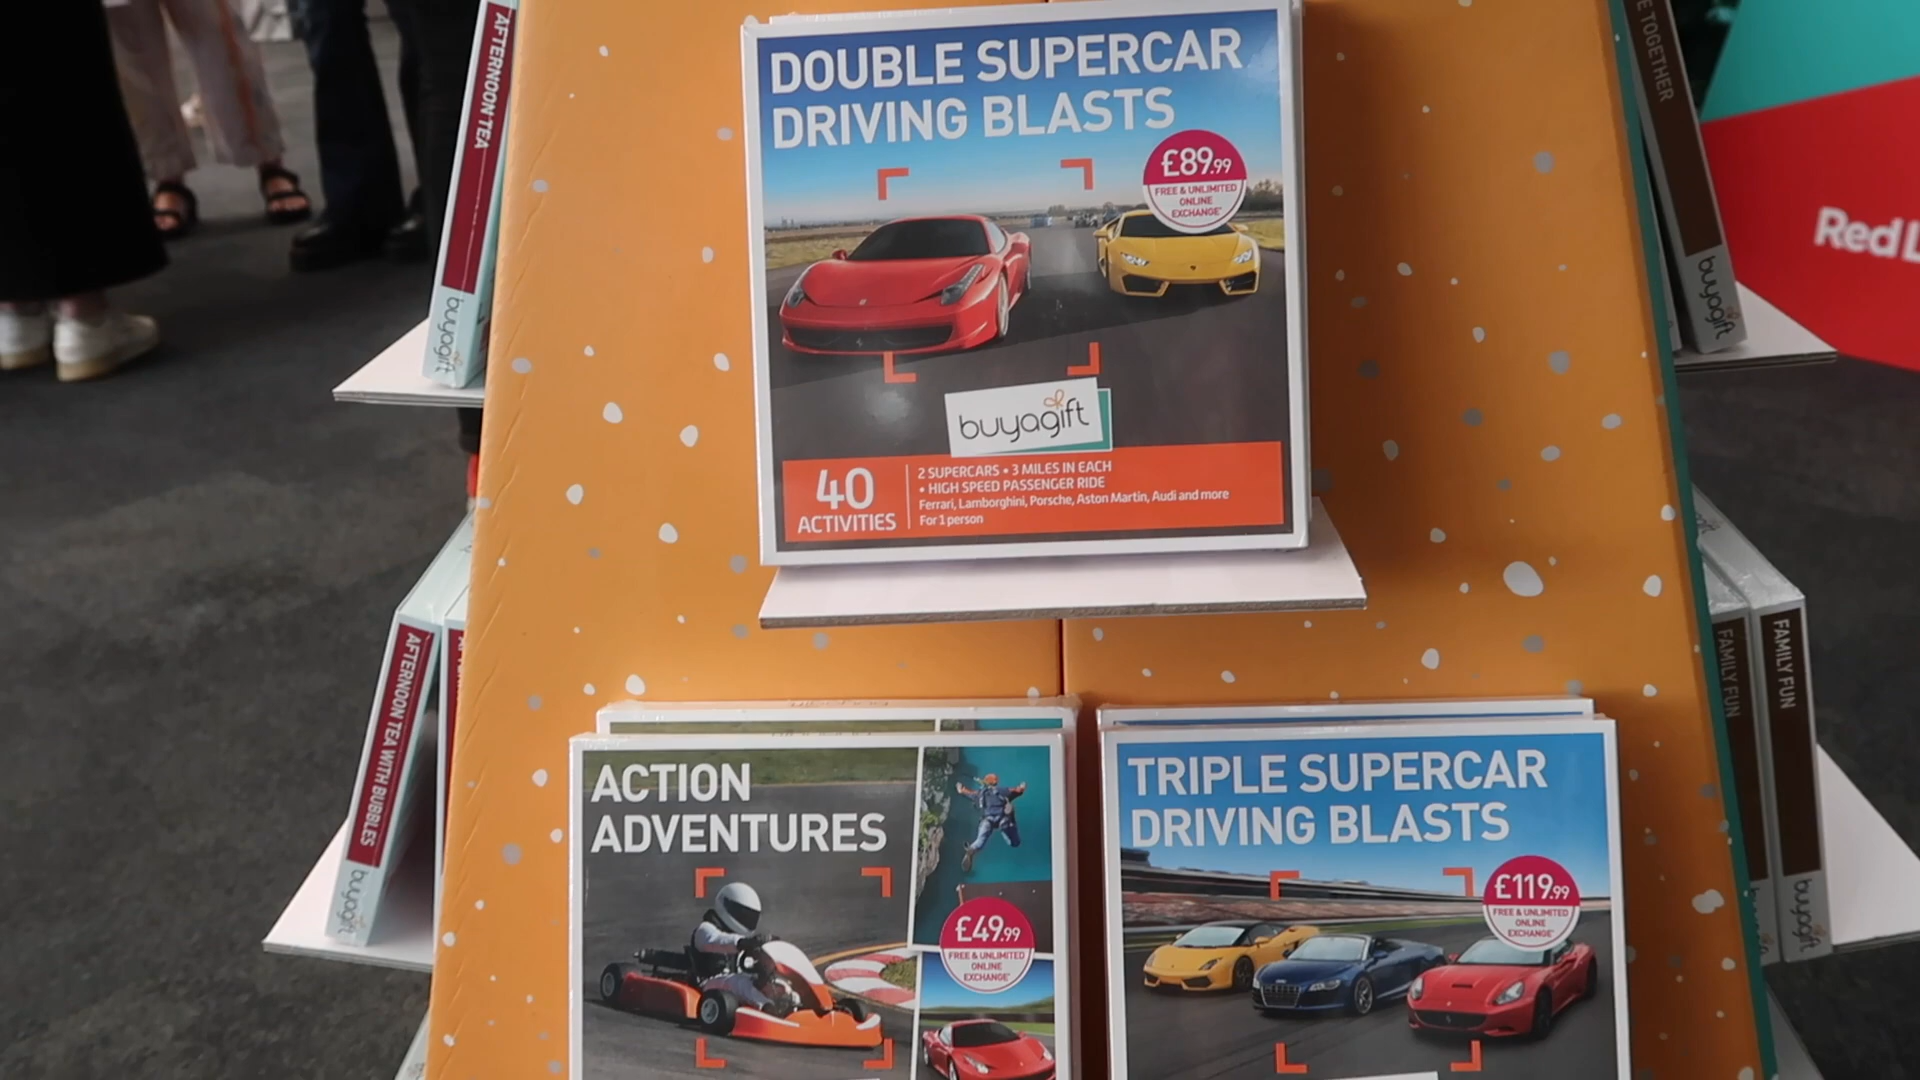 AFTERNOON TEA
buyagift
DOUBLE SUPERCAR
DRIVING BLASTS
£89.99
FREE & UNLIMITED
ONLINE
EXCHANGE*
buyagift
40
ACTIVITIES
2 SUPERCARS • 3 MILES IN EACH
• HIGH SPEED PASSENGER RIDE
Ferrari, Lamborghini, Porsche, Aston Martin, Audi and more
For 1 person
TOGETHER
buyagift
Red
AFTERNOON TEA WITH BUBBLES
buyagift
ACTION
ADVENTURES
£49.99
FREE & UNLIMITED
ONLINE
EXCHANGE*
TRIPLE SUPERCAR
DRIVING BLASTS
£119.99
FREE & UNLIMITED
ONLINE
EXCHANGE*
FAMILY FUN
FAMILY FUN
buyagift